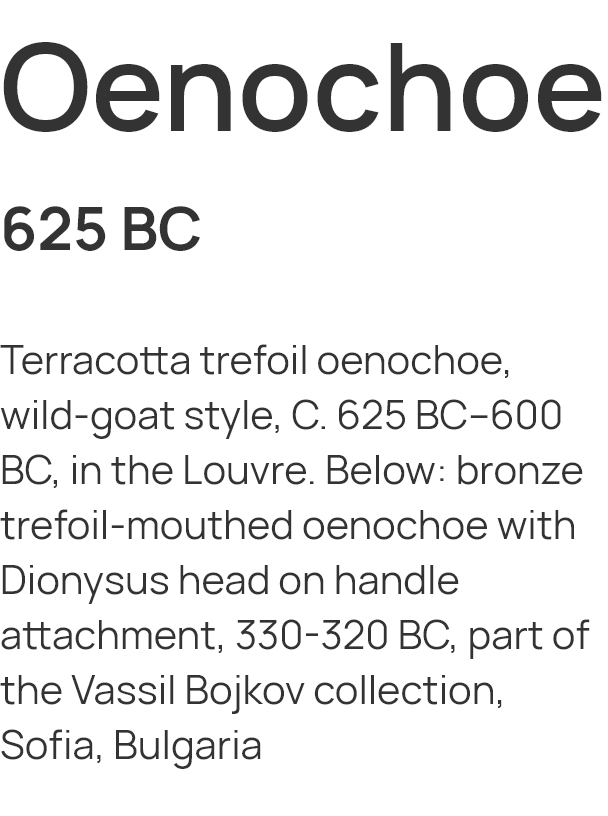 Oenochoe
625 BC
Terracotta trefoil oenochoe,
wild-goat style, C. 625 BC–600
BC, in the Louvre. Below: bronze
trefoil-mouthed oenochoe with
Dionysus head on handle
attachment, 330-320 BC, part of
the Vassil Bojkov collection,
Sofia, Bulgaria